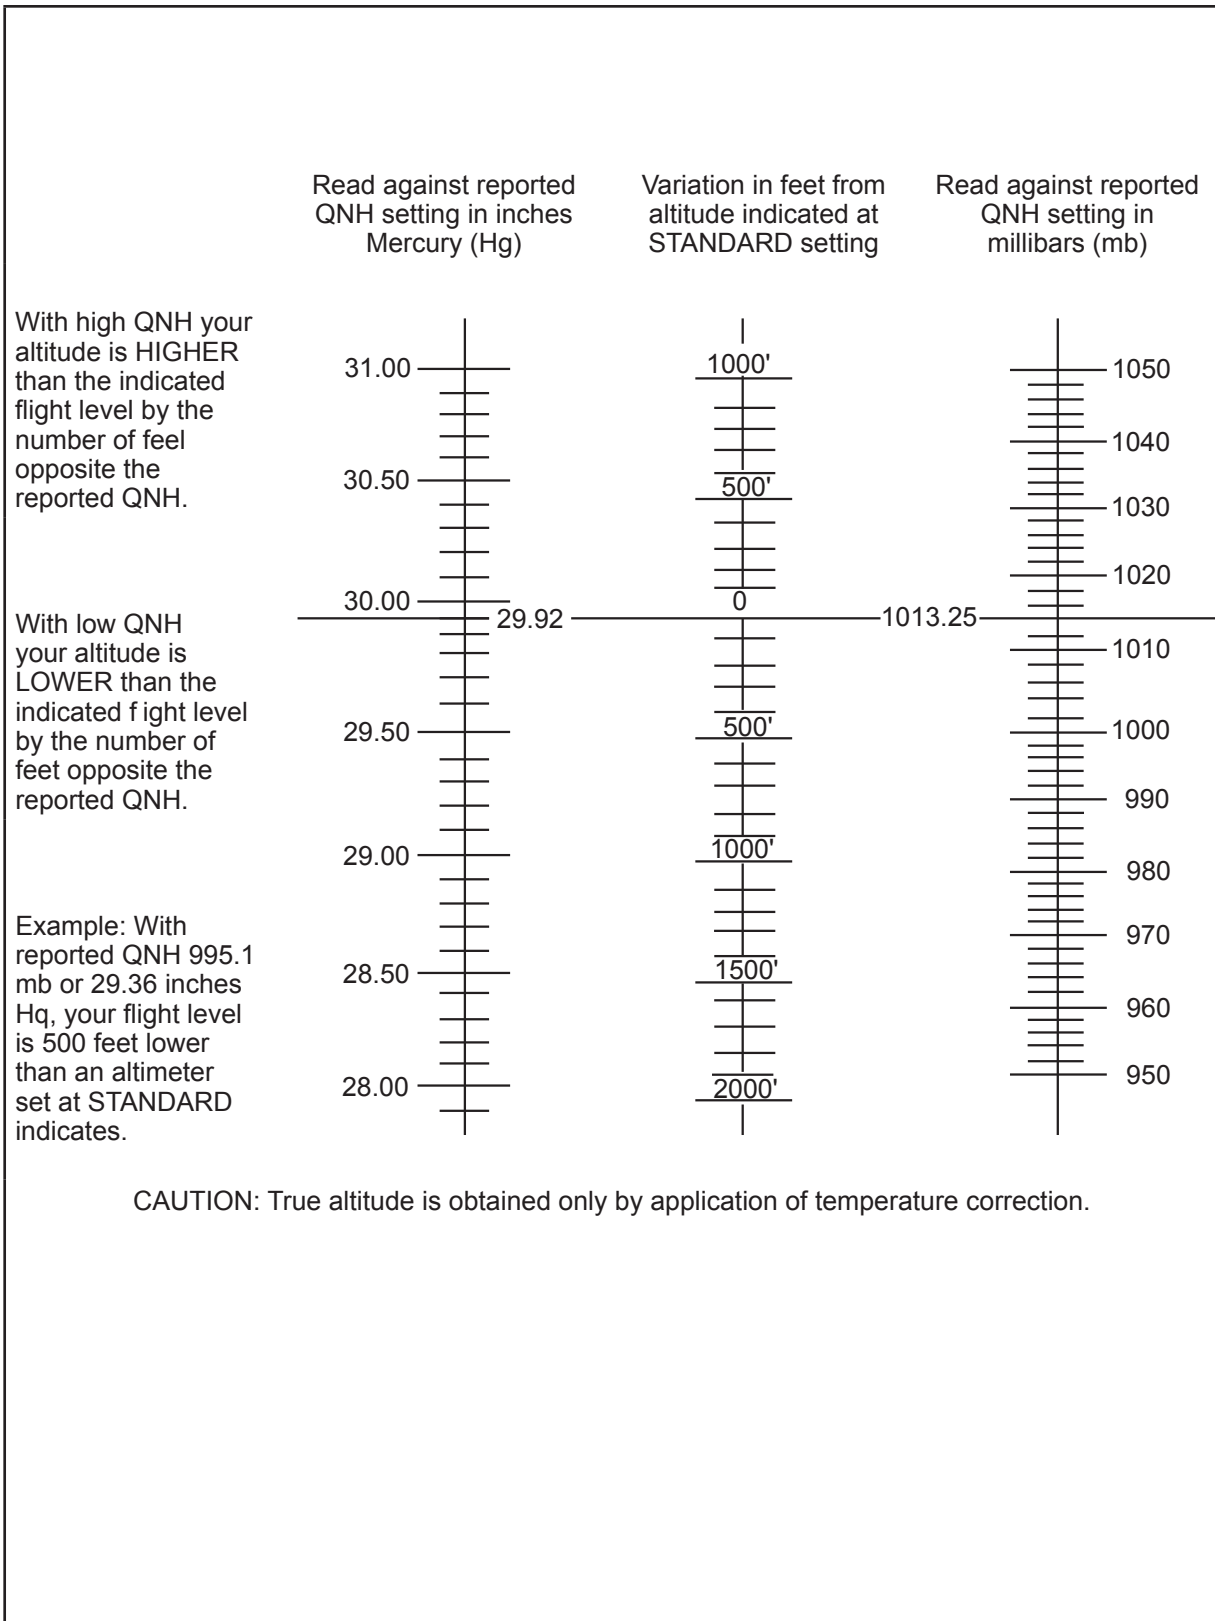 Read against reported
QNH setting in inches
Mercury (Hg)
Variation in feet from
altitude indicated at
STANDARD setting
Read against reported
QNH setting in
millibars (mb)
With high QNH your
altitude is HIGHER
than the indicated
flight level by the
number of feel
opposite the
reported QNH.
With low QNH
your altitude is
LOWER than the
indicated f ight level
by the number of
feet opposite the
reported QNH.
Example: With
reported QNH 995.1
mb or 29.36 inches
Hq, your flight level
is 500 feet lower
than an altimeter
set at STANDARD
indicates.
31.00
30.50
30.00
29.92
29.50
29.00
28.50
28.00
1000'
500'
0
500'
1000'
1500'
2000'
1050
1040
1030
1020
1013.25
1010
1000
990
980
970
960
950
CAUTION: True altitude is obtained only by application of temperature correction.